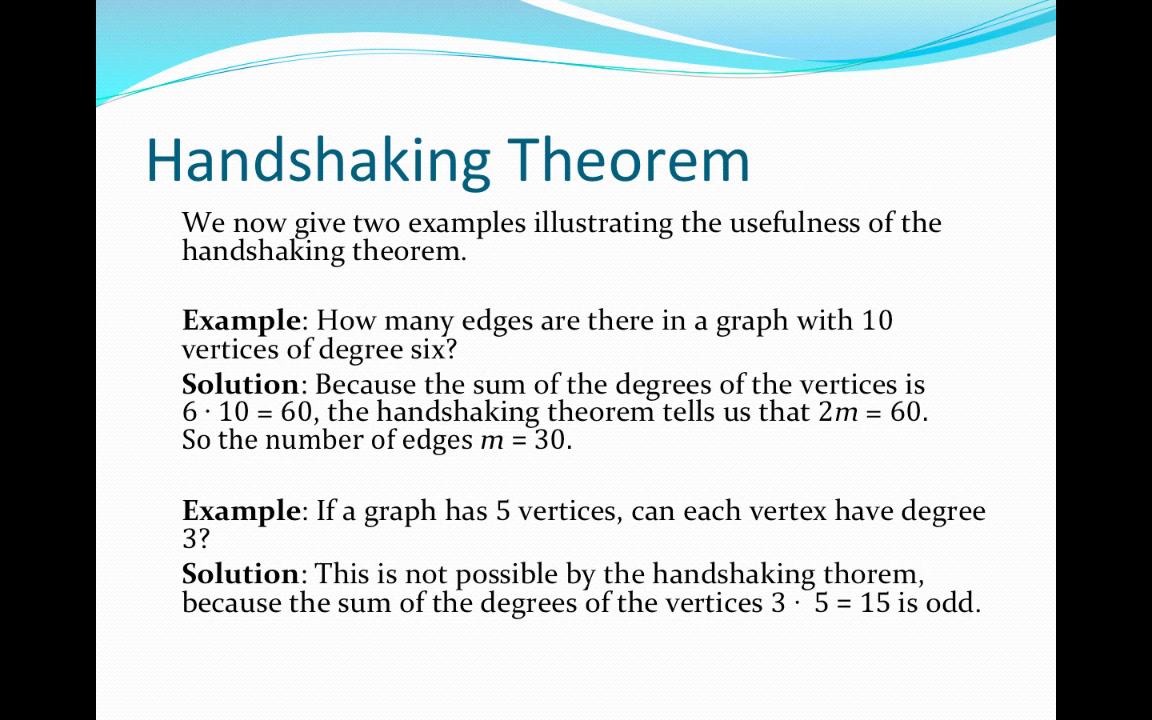 Handshaking Theorem
We now give two examples illustrating the usefulness of the
handshaking theorem.
Example: How many edges are there in a graph with 10
vertices of degree six?
Solution: Because the sum of the degrees of the vertices is
6 · 10 = 60, the handshaking theorem tells us that 2m = 60.
So the number of edges m = 30.
Example: If a graph has 5 vertices, can each vertex have degree
3?
Solution: This is not possible by the handshaking thorem,
because the sum of the degrees of the vertices 3 · 5 = 15 is odd.